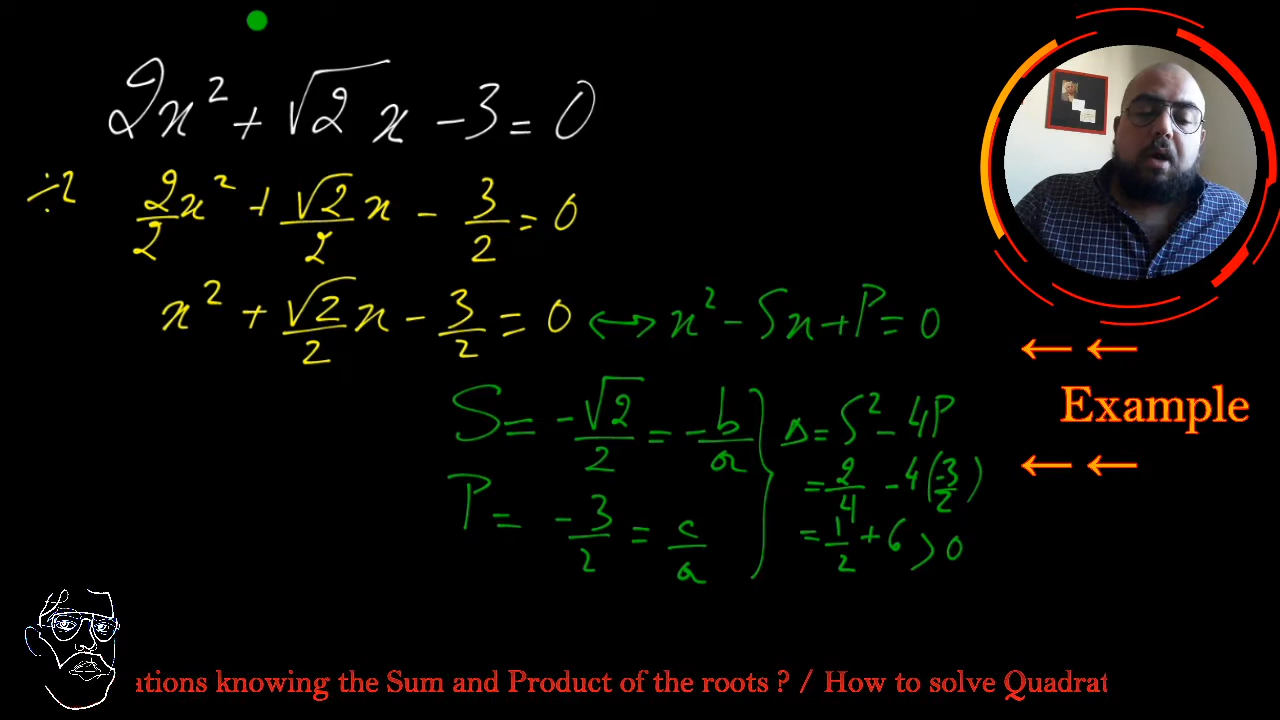 2x² + √2 x - 3 = 0
÷2 2/2 x² + √2/2 x - 3/2 = 0
x² + √2/2 x - 3/2 = 0 ↔ x² - Sx + P = 0
← ←
Example
← ←
S = -√2/2 = -b/a
P = -3/2 = c/a
Δ = S² - 4P
= 2/4 - 4(-3/2)
= 1/2 + 6 > 0
ations knowing the Sum and Product of the roots ? / How to solve Quadrat